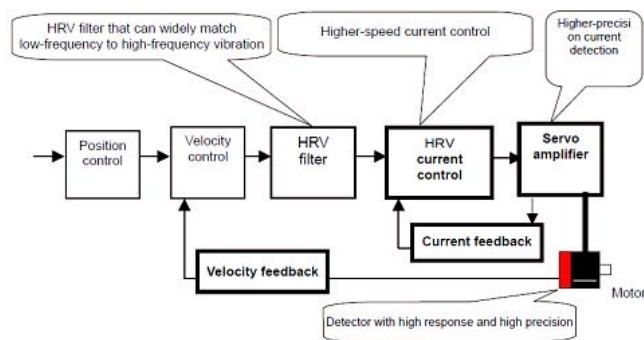 HRV filter that can widely match
low-frequency to high-frequency vibration
Higher-speed current control
Higher-precisi
on current
detection
Position
control
Velocity
control
HRV
filter
HRV
current
control
Servo
amplifier
Current feedback
Velocity feedback
Motor
Detector with high response and high precision